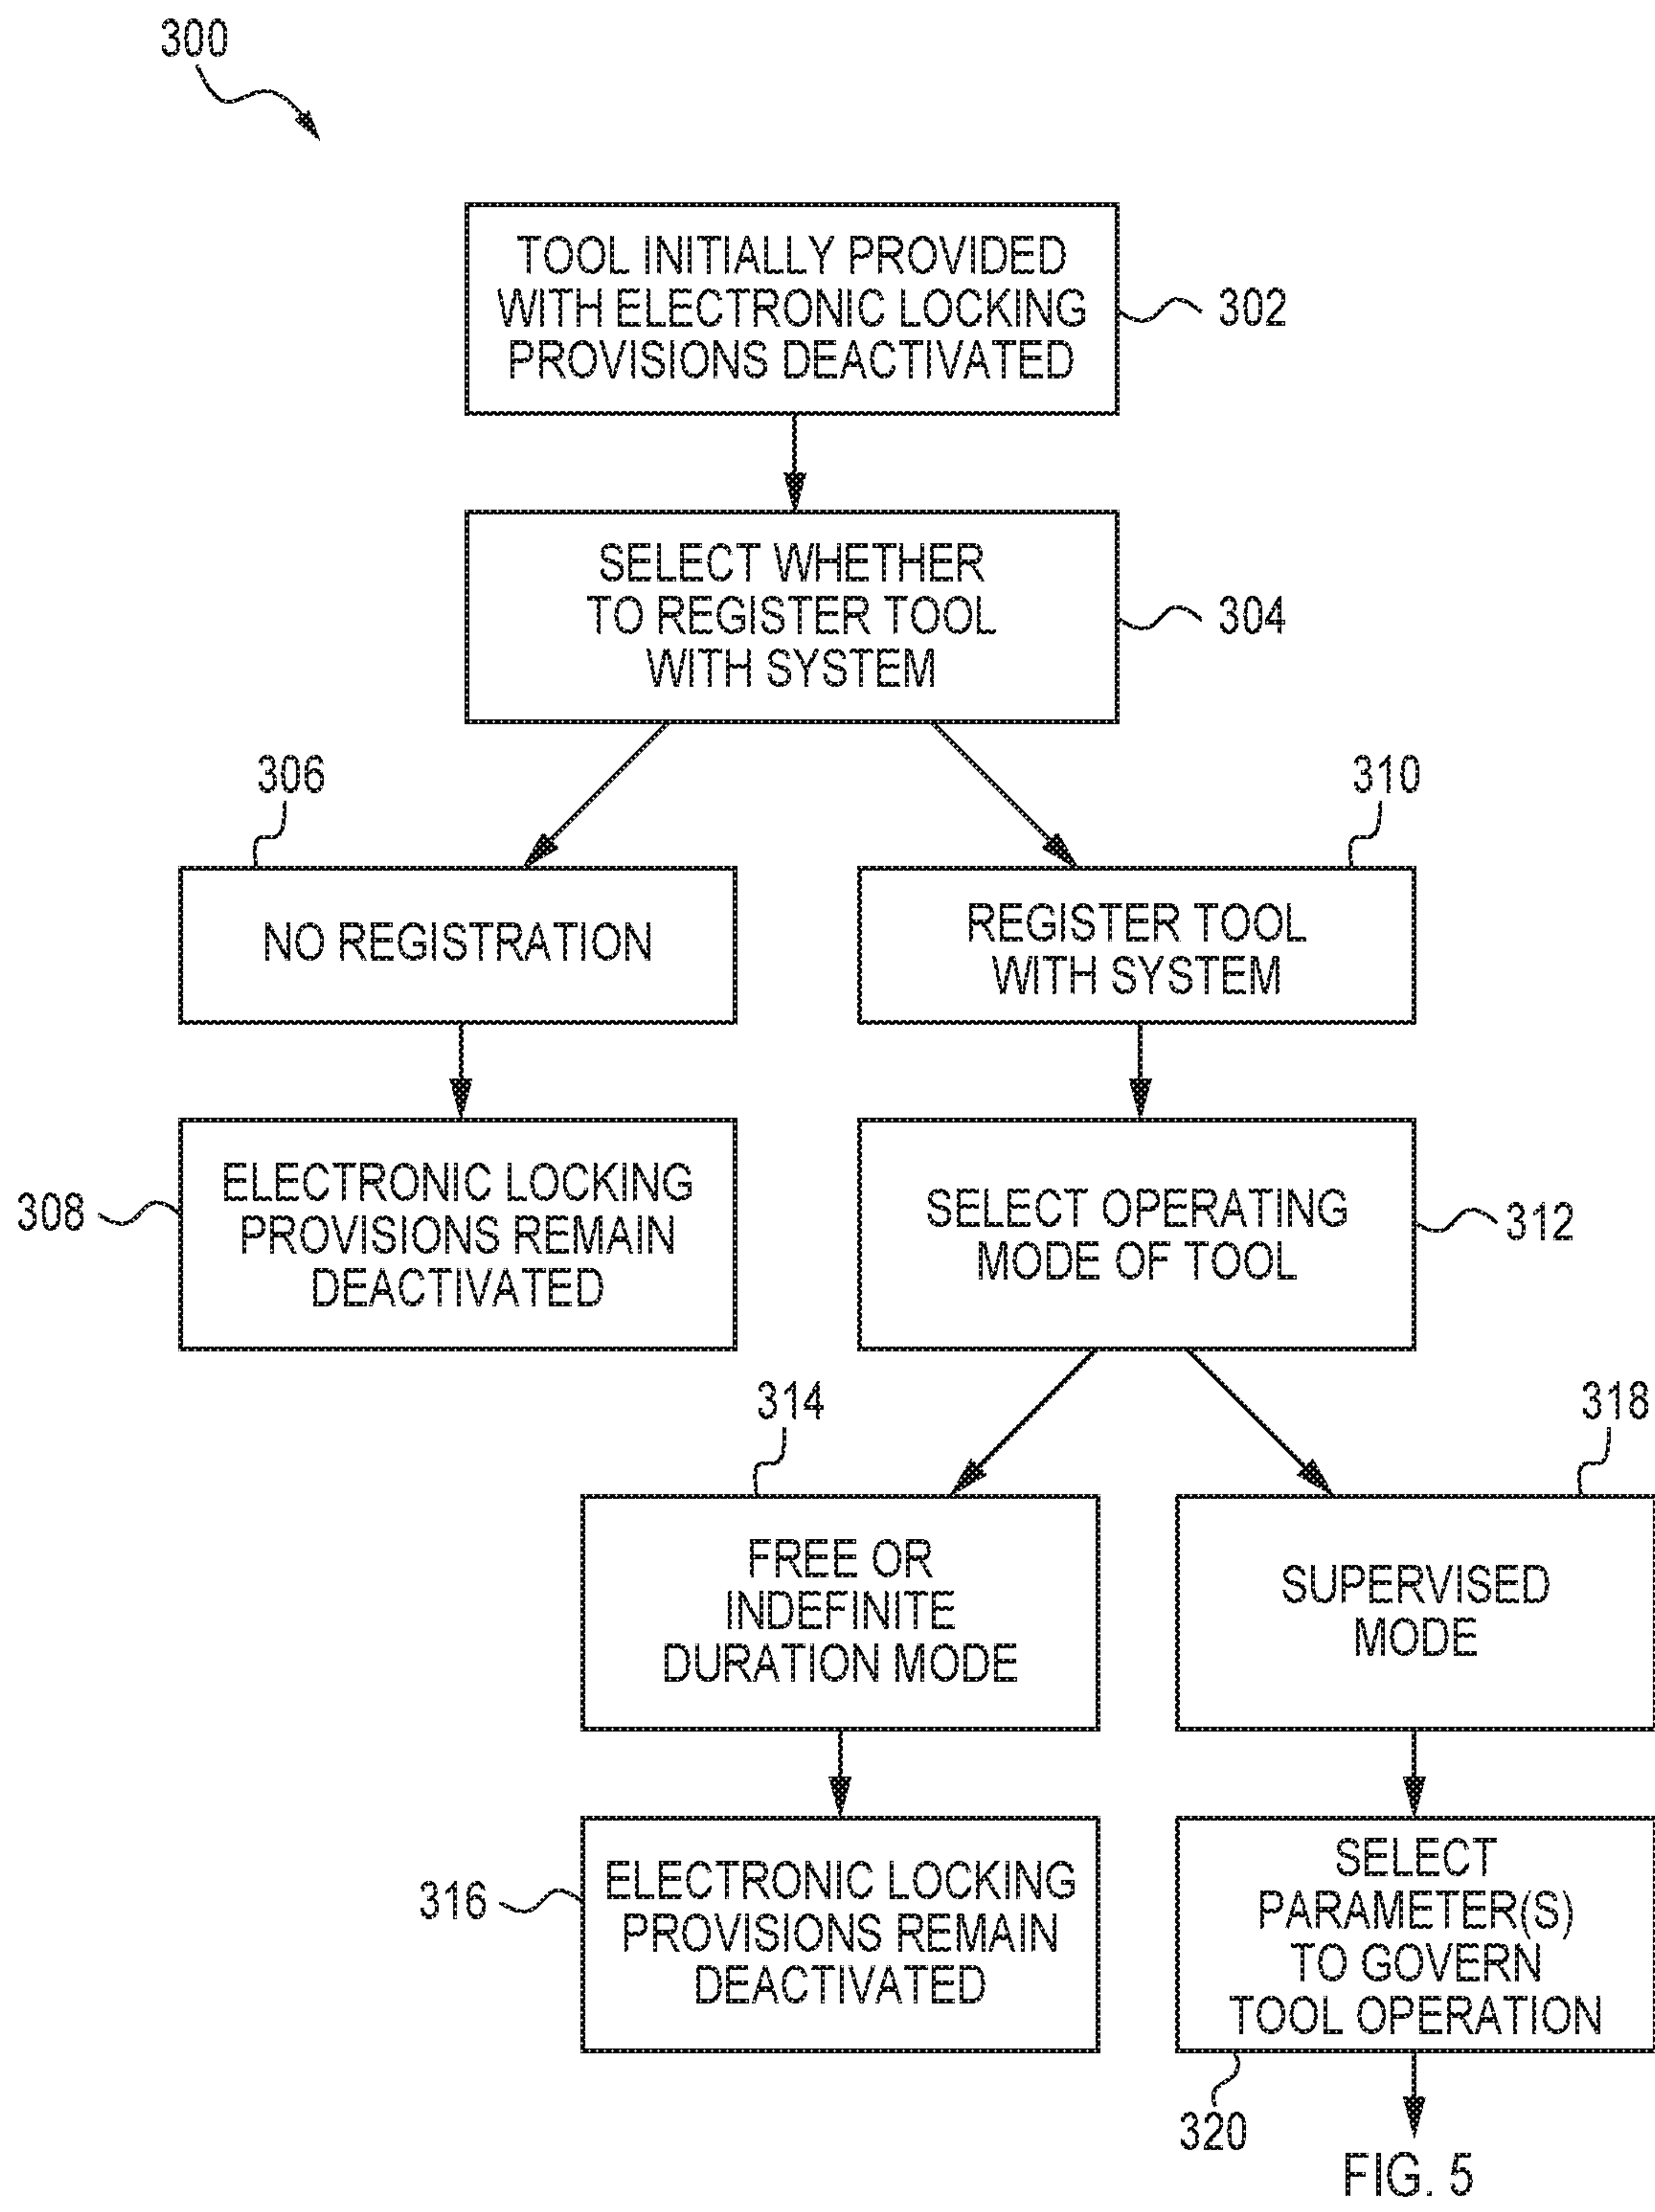 300
TOOL INITIALLY PROVIDED
WITH ELECTRONIC LOCKING
PROVISIONS DEACTIVATED
302
SELECT WHETHER
TO REGISTER TOOL
WITH SYSTEM
304
306
310
NO REGISTRATION
REGISTER TOOL
WITH SYSTEM
308
ELECTRONIC LOCKING
PROVISIONS REMAIN
DEACTIVATED
SELECT OPERATING
MODE OF TOOL
312
314
318
FREE OR
INDEFINITE
DURATION MODE
SUPERVISED
MODE
316
ELECTRONIC LOCKING
PROVISIONS REMAIN
DEACTIVATED
SELECT
PARAMETER(S)
TO GOVERN
TOOL OPERATION
320
FIG. 5